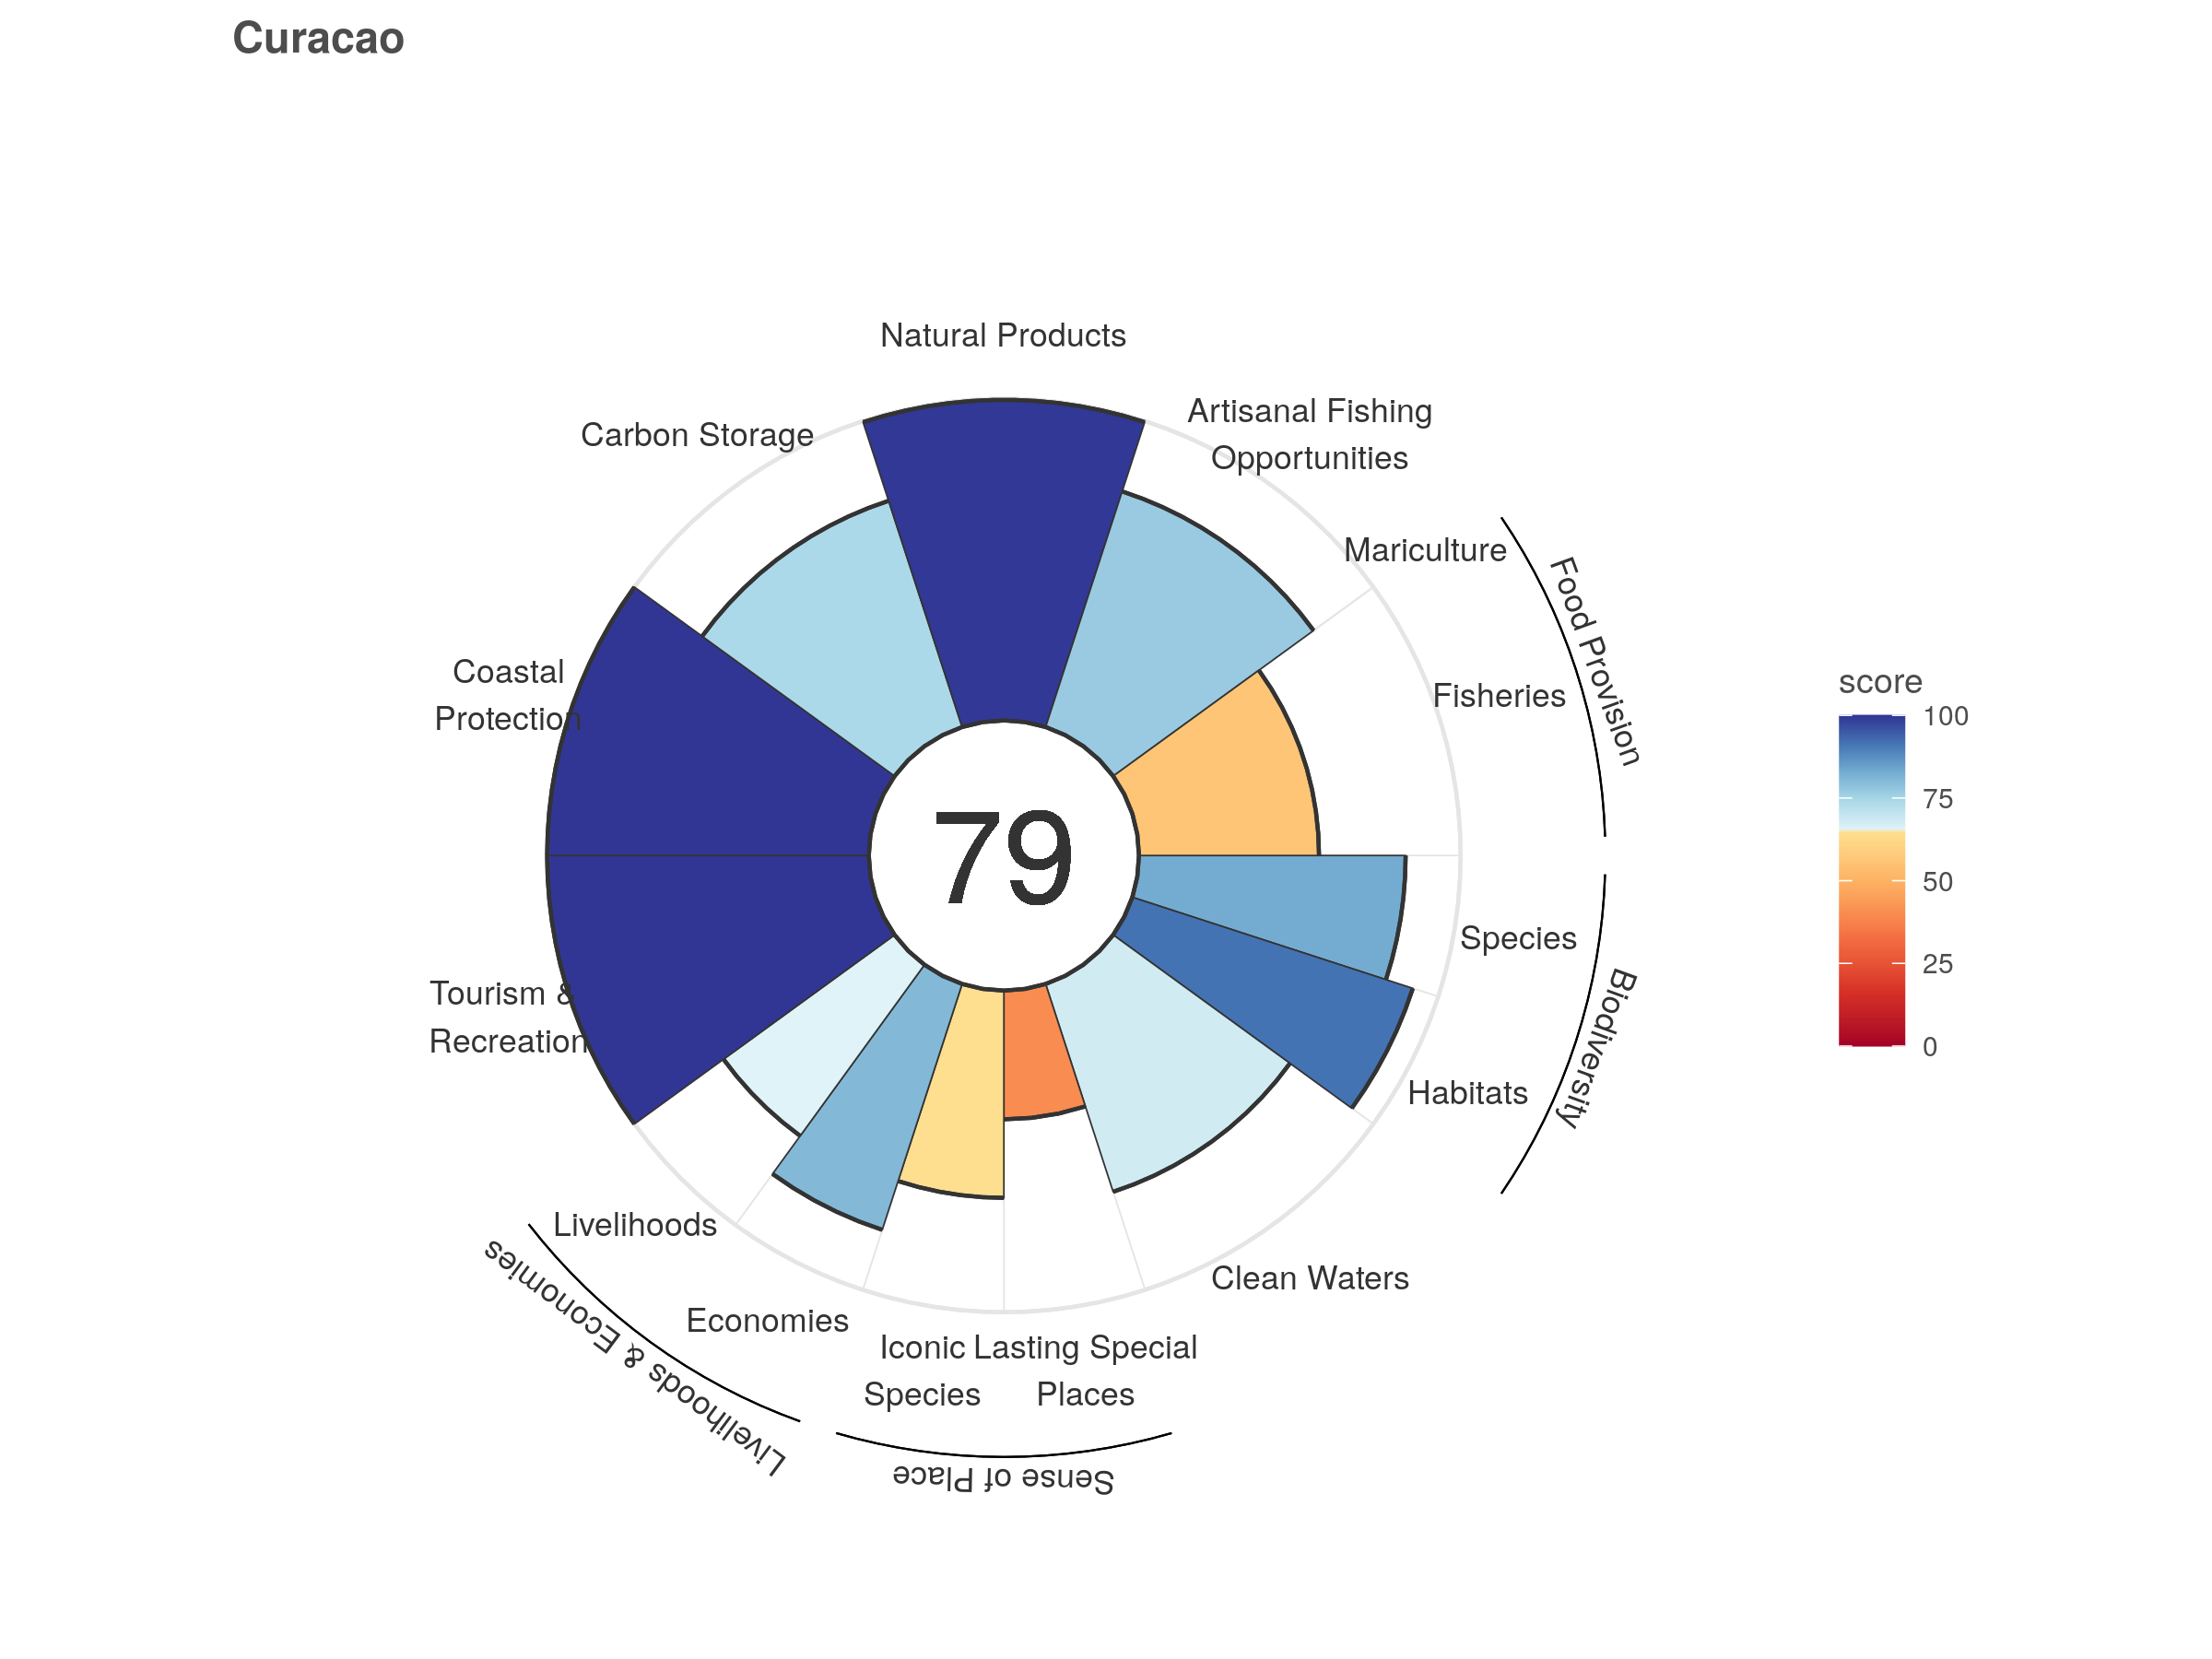 Curacao
Natural Products
Artisanal Fishing
Opportunities
Carbon Storage
Mariculture
Food Provision
Fisheries
Coastal
Protection
score
100
75
50
25
0
79
Species
Biodiversity
Habitats
Tourism &
Recreation
Livelihoods
Livelihoods & Economies
Economies
Clean Waters
Iconic
Species
Lasting Special
Places
Sense of Place